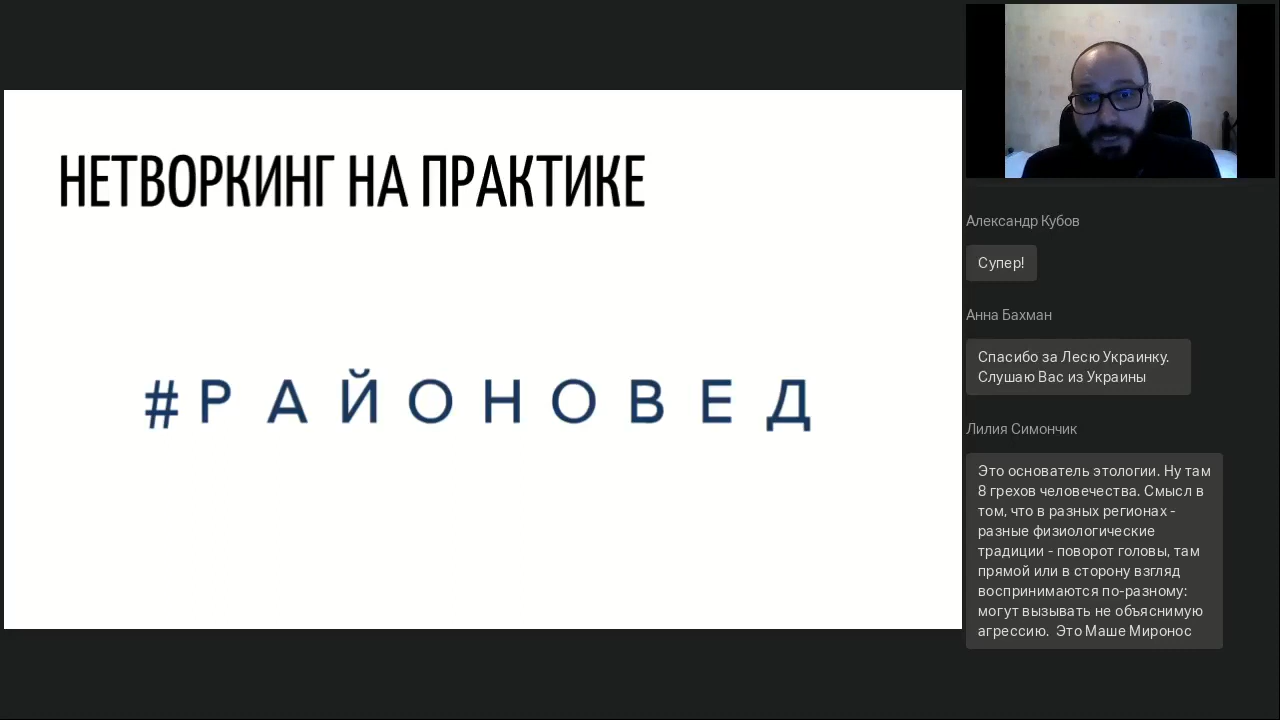 НЕТВОРКИНГ НА ПРАКТИКЕ
#РАЙОНОВЕД
Александр Кубов
Супер!
Анна Бахман
Спасибо за Лесю Украинку.
Слушаю Вас из Украины
Лилия Симончик
Это основатель этологии. Ну там
8 грехов человечества. Смысл в
том, что в разных регионах -
разные физиологические
традиции - поворот головы, там
прямой или в сторону взгляд
воспринимаются по-разному:
могут вызывать не объяснимую
агрессию.  Это Маше Миронос